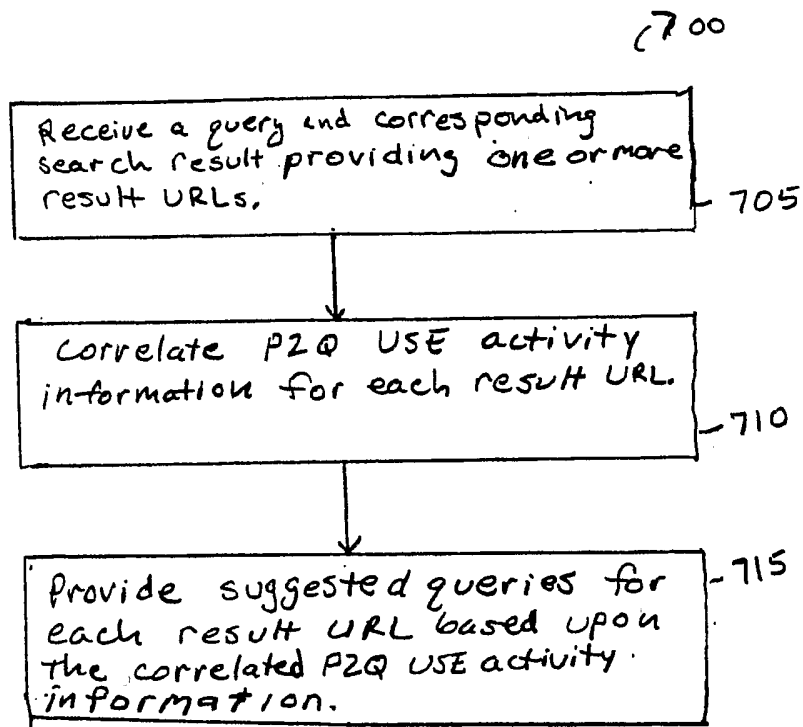 700
Receive a query and corresponding
search result providing one or more
result URLs.
705
Correlate P2Q USE activity
information for each result URL.
710
Provide suggested queries for
each result URL based upon
the correlated P2Q USE activity
information.
715